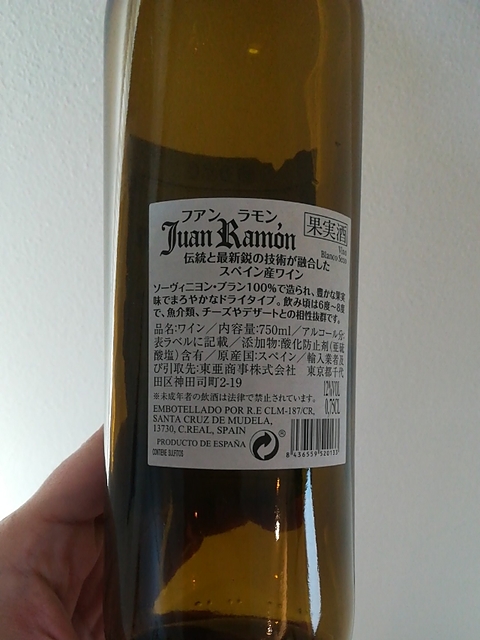 フアン ラモン
Juan Ramón
果実酒
Vino
Blanco Seco
伝統と最新鋭の技術が融合した
スペイン産ワイン
ソーヴィニヨン・ブラン100%で造られ、豊かな果実
味でまろやかなドライタイプ。飲み頃は6度~8度
で、魚介類、チーズやデザートとの相性抜群です。
品名:ワイン/内容量:750ml/アルコール分:
表ラベルに記載/添加物:酸化防止剤(亜硫
酸塩)含有/原産国:スペイン/輸入業者及
び引取先:東亜商事株式会社 東京都千代
田区神田司町2-19
12%VOL
0,75CL
※未成年者の飲酒は法律で禁止されています。
EMBOTELLADO POR R.E CLM-187/CR,
SANTA CRUZ DE MUDELA,
13730, C.REAL, SPAIN
PRODUCTO DE ESPAÑA
CONTIENE SULFITOS
8 436559 520133